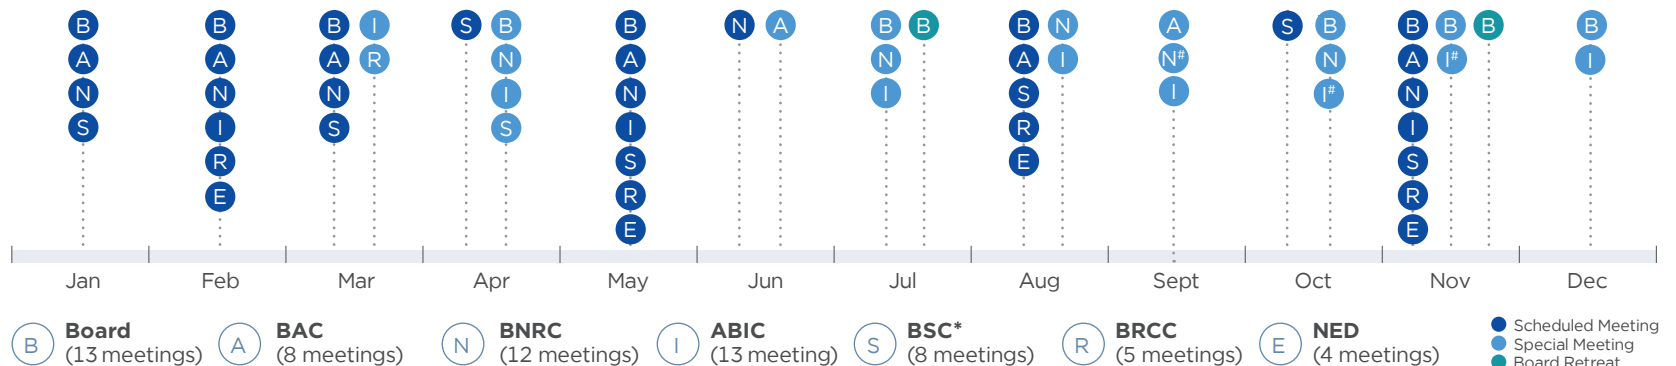 B B B I S B B N A B B B N A S B B B B B
A A A R N A N A I N# N A I# I
N N N I N I S I I# N
S I S S I R I
R S E S
E R R
E E
Jan Feb Mar Apr May Jun Jul Aug Sept Oct Nov Dec
B Board A BAC N BNRC I ABIC S BSC* R BRCC E NED
(13 meetings) (8 meetings) (12 meetings) (13 meeting) (8 meetings) (5 meetings) (4 meetings)
Scheduled Meeting
Special Meeting
Board Retreat